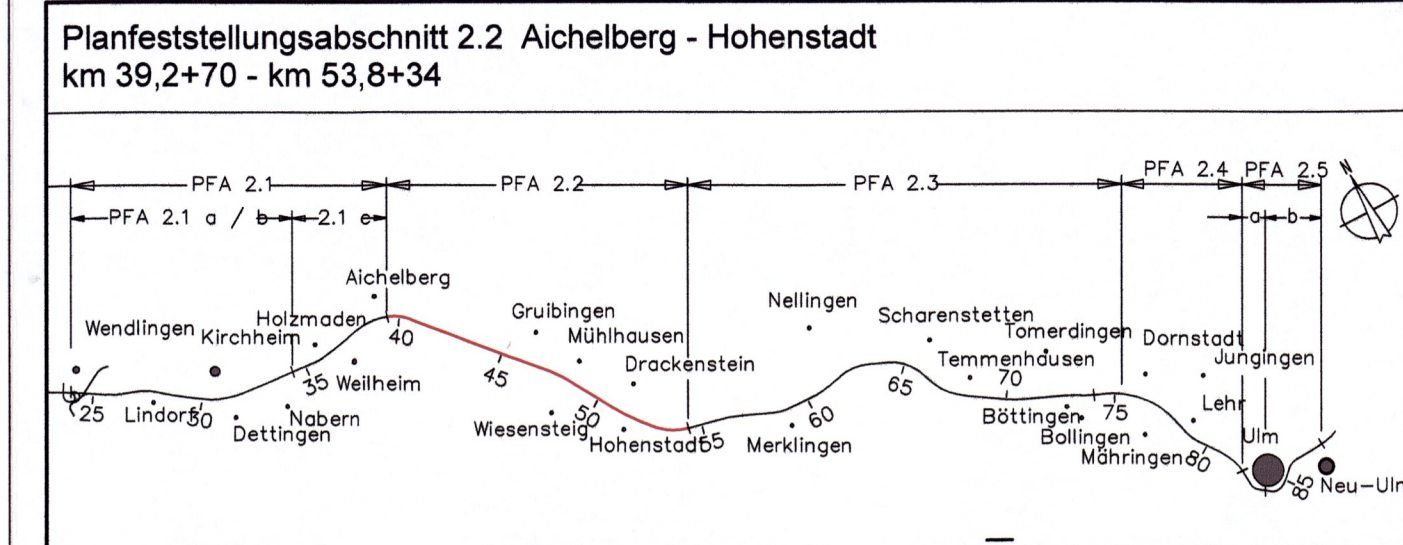 Planfeststellungsabschnitt 2.2 Aichelberg - Hohenstadt
km 39,2+70 - km 53,8+34
PFA 2.1
PFA 2.2
PFA 2.3
PFA 2.4
PFA 2.5
N
PFA 2.1 a / b
2.1 c
a
b
Aichelberg
Wendlingen
Kirchheim
Holzmaden
40
Gruibingen
Mühlhausen
Drackenstein
Nellingen
Scharenstetten
Tomerdingen
Temmenhausen
70
Dornstadt
Jungingen
25
Lindorf
30
Dettingen
Nabern
35
Weilheim
45
Wiesensteig
50
Hohenstadt
55
Merklingen
60
65
Böttingen
Bollingen
Mähringen
75
Lehr
80
Ulm
85
Neu-Ulm